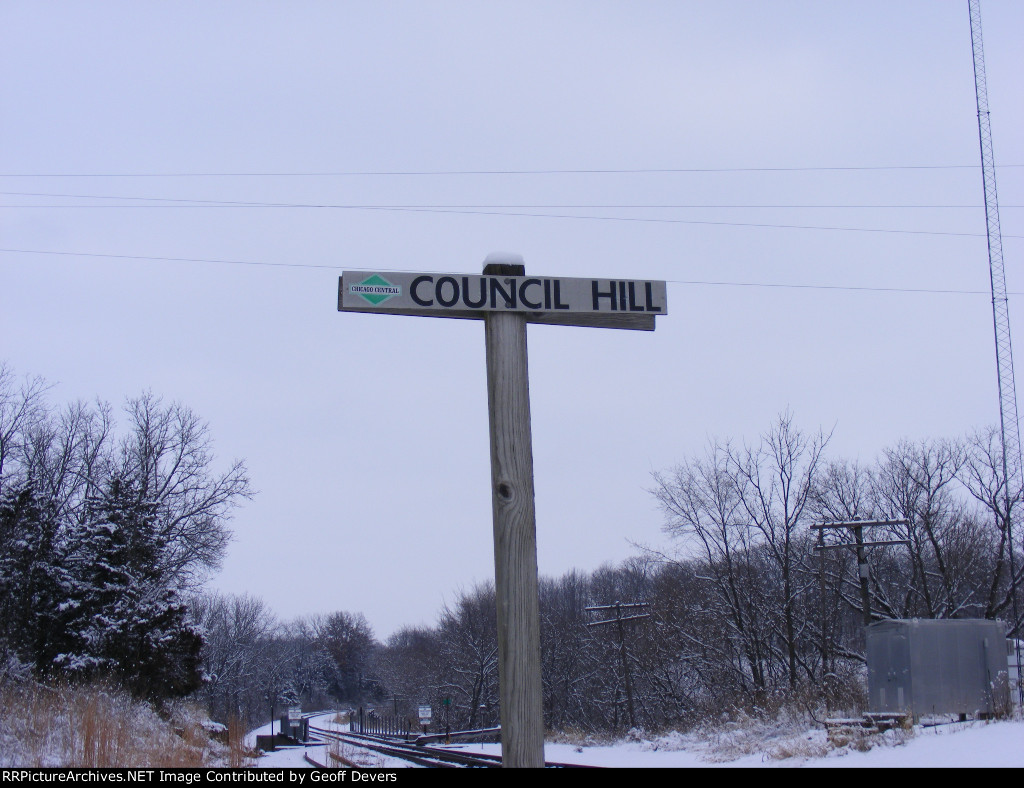 CHICAGO CENTRAL
COUNCIL HILL
RRPictureArchives.NET Image Contributed by Geoff Devers